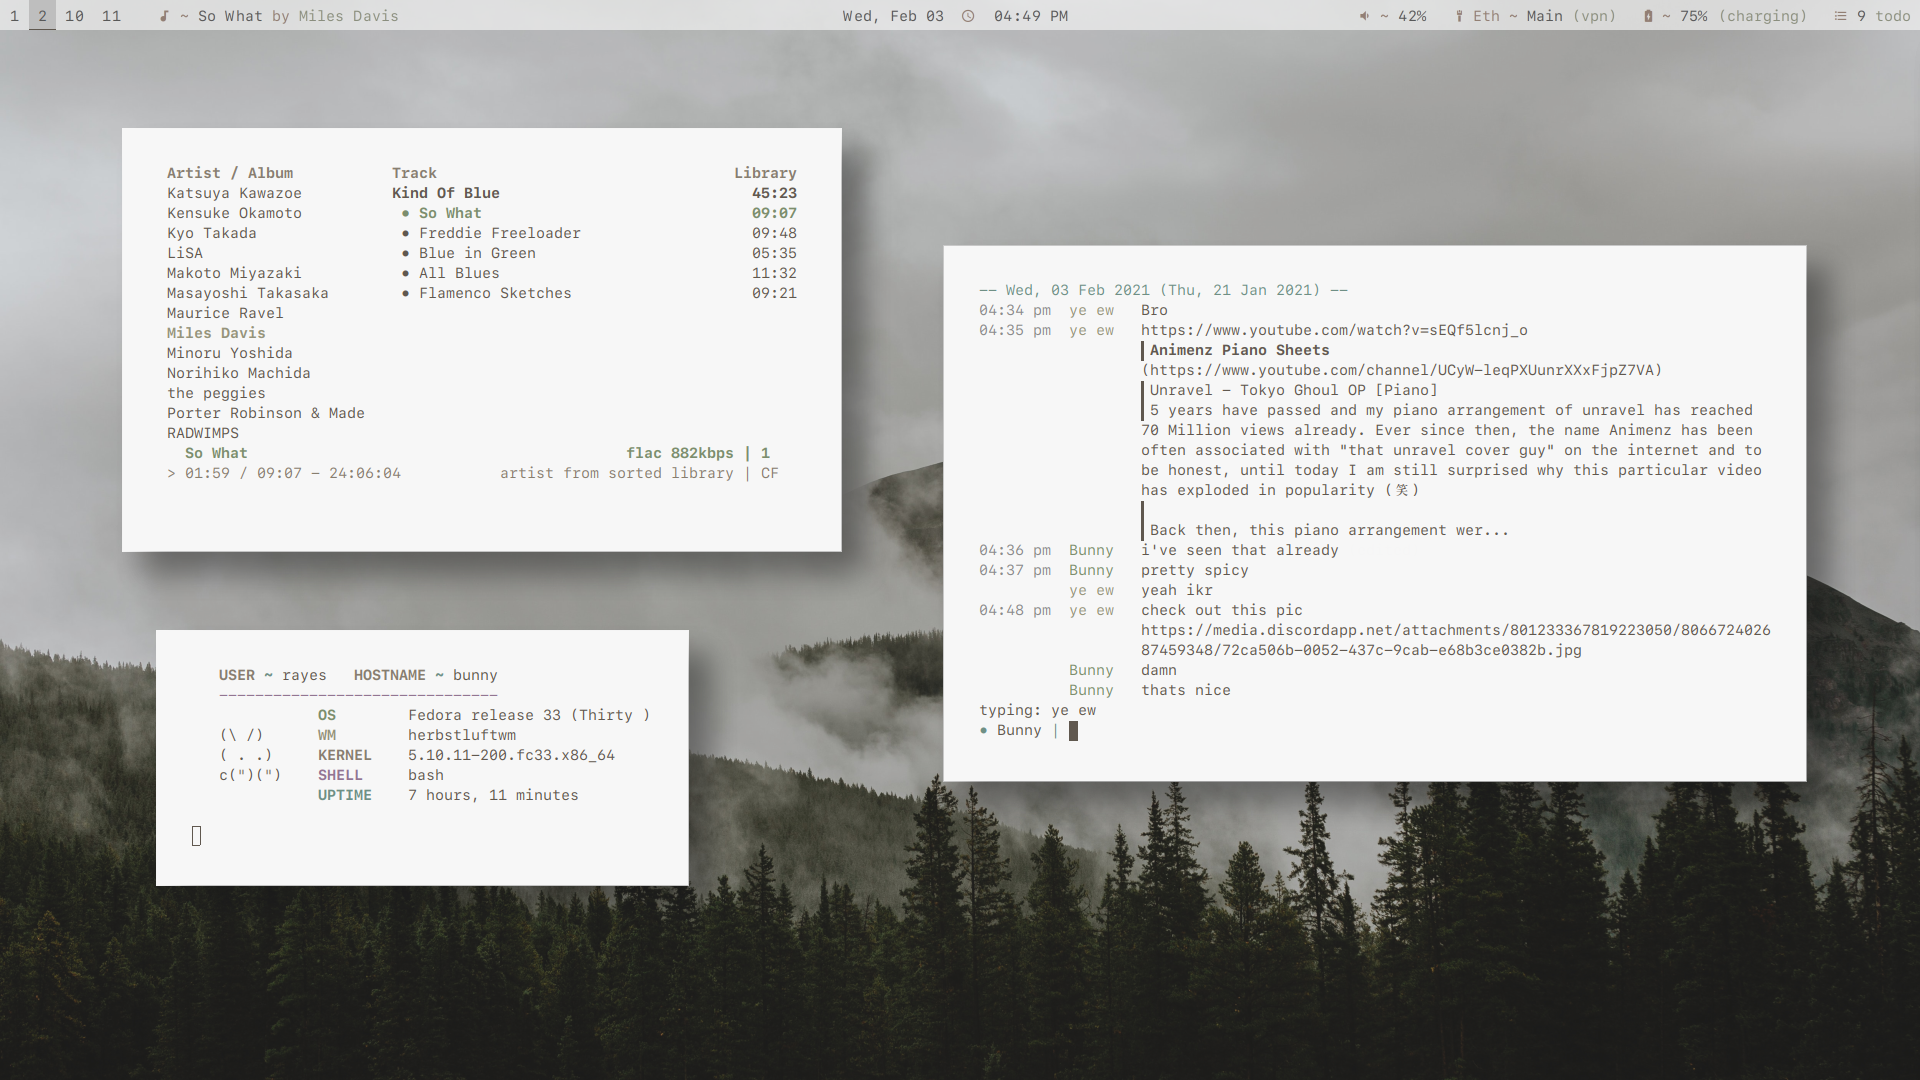 1 2 10 11 ~ So What by Miles Davis Wed, Feb 03 04:49 PM ~ 42% Eth ~ Main (vpn) ~ 75% (charging) 9 todo
Artist / Album Track Library
Katsuya Kawazoe Kind Of Blue 45:23
Kensuke Okamoto • So What 09:07
Kyo Takada • Freddie Freeloader 09:48
LiSA • Blue in Green 05:35
Makoto Miyazaki • All Blues 11:32
Masayoshi Takasaka • Flamenco Sketches 09:21
Maurice Ravel
Miles Davis
Minoru Yoshida
Norihiko Machida
the peggies
Porter Robinson & Made
RADWIMPS
So What flac 882kbps | 1
> 01:59 / 09:07 - 24:06:04 artist from sorted library | CF
USER ~ rayes HOSTNAME ~ bunny
-------------------------------
OS Fedora release 33 (Thirty )
(\ /) WM herbstluftwm
( . .) KERNEL 5.10.11-200.fc33.x86_64
c(")(") SHELL bash
UPTIME 7 hours, 11 minutes
-- Wed, 03 Feb 2021 (Thu, 21 Jan 2021) --
04:34 pm ye ew Bro
04:35 pm ye ew https://www.youtube.com/watch?v=sEQf5lcnj_o
Animenz Piano Sheets
(https://www.youtube.com/channel/UCyW-leqPXUunrXXxFjpZ7VA)
Unravel - Tokyo Ghoul OP [Piano]
5 years have passed and my piano arrangement of unravel has reached
70 Million views already. Ever since then, the name Animenz has been
often associated with "that unravel cover guy" on the internet and to
be honest, until today I am still surprised why this particular video
has exploded in popularity (笑)
Back then, this piano arrangement wer...
04:36 pm Bunny i've seen that already
04:37 pm Bunny pretty spicy
ye ew yeah ikr
04:48 pm ye ew check out this pic
https://media.discordapp.net/attachments/801233367819223050/8066724026
87459348/72ca506b-0052-437c-9cab-e68b3ce0382b.jpg
Bunny damn
Bunny thats nice
typing: ye ew
• Bunny |